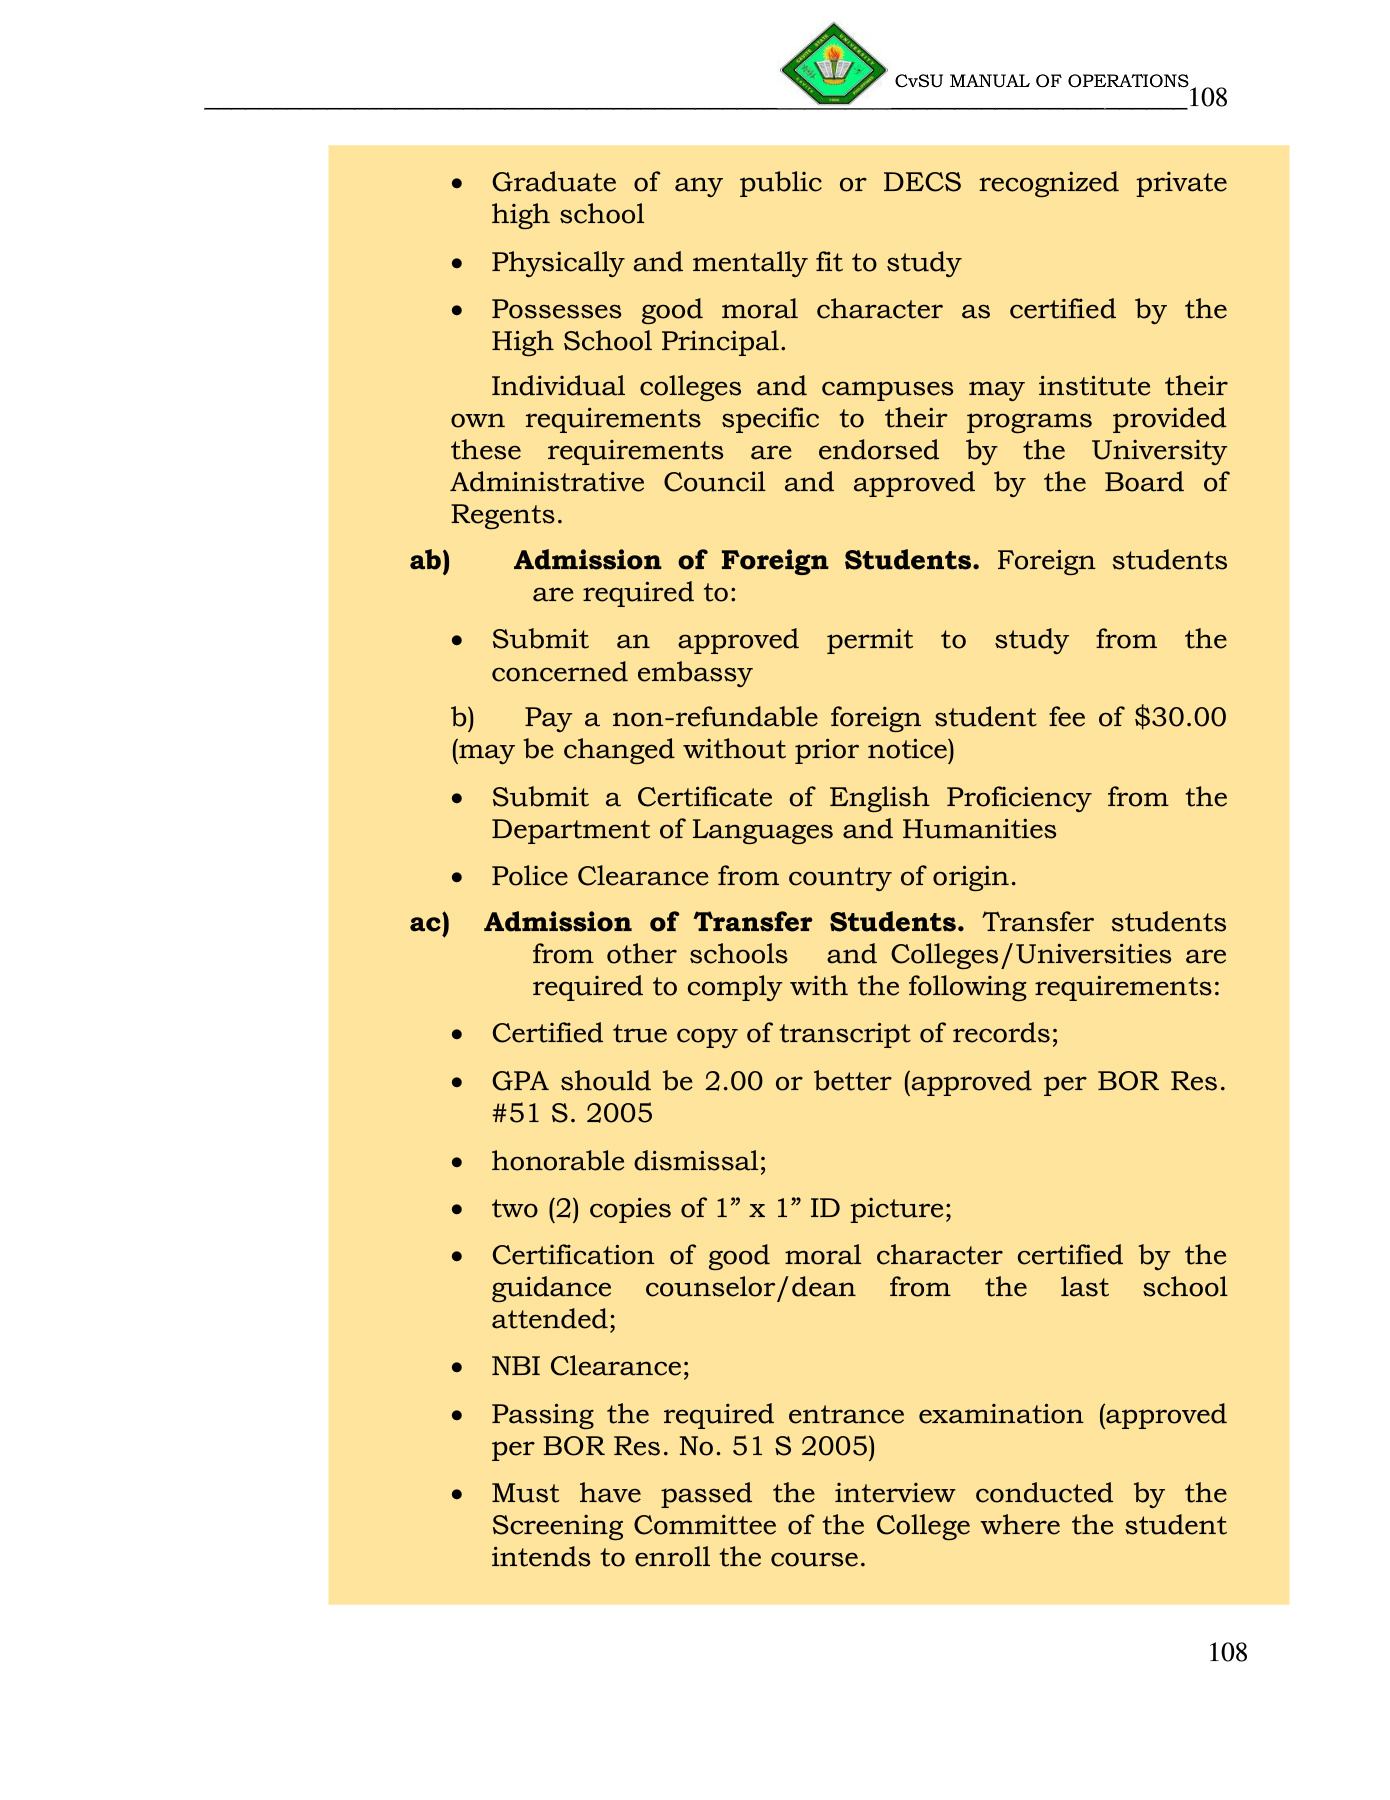 CvSU MANUAL OF OPERATIONS
108
• Graduate of any public or DECS recognized private
high school
• Physically and mentally fit to study
• Possesses good moral character as certified by the
High School Principal.
Individual colleges and campuses may institute their
own requirements specific to their programs provided
these requirements are endorsed by the University
Administrative Council and approved by the Board of
Regents.
ab) Admission of Foreign Students. Foreign students
are required to:
• Submit an approved permit to study from the
concerned embassy
b) Pay a non-refundable foreign student fee of $30.00
(may be changed without prior notice)
• Submit a Certificate of English Proficiency from the
Department of Languages and Humanities
• Police Clearance from country of origin.
ac) Admission of Transfer Students. Transfer students
from other schools and Colleges/Universities are
required to comply with the following requirements:
• Certified true copy of transcript of records;
• GPA should be 2.00 or better (approved per BOR Res.
#51 S. 2005
• honorable dismissal;
• two (2) copies of 1” x 1” ID picture;
• Certification of good moral character certified by the
guidance counselor/dean from the last school
attended;
• NBI Clearance;
• Passing the required entrance examination (approved
per BOR Res. No. 51 S 2005)
• Must have passed the interview conducted by the
Screening Committee of the College where the student
intends to enroll the course.
108